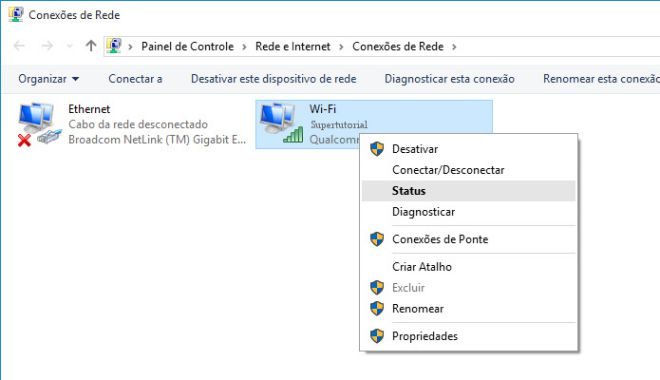 Conexões de Rede
Painel de Controle > Rede e Internet > Conexões de Rede >
Organizar Conectar a Desativar este dispositivo de rede Diagnosticar esta conexão Renomear esta conexão
Ethernet
Cabo da rede desconectado
Broadcom NetLink (TM) Gigabit E...
Wi-Fi
Supertutorial
Qualcomm
Desativar
Conectar/Desconectar
Status
Diagnosticar
Conexões de Ponte
Criar Atalho
Excluir
Renomear
Propriedades